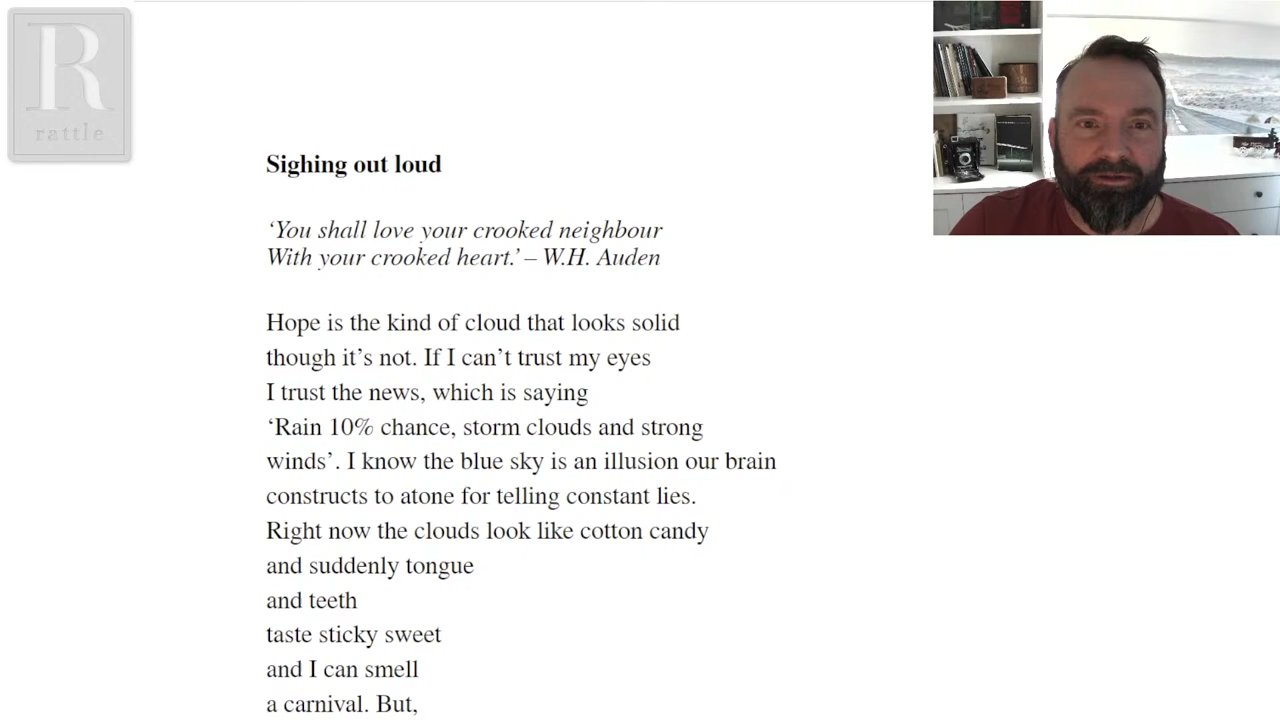 R
rattle
Sighing out loud
‘You shall love your crooked neighbour
With your crooked heart.’ – W.H. Auden
Hope is the kind of cloud that looks solid
though it’s not. If I can’t trust my eyes
I trust the news, which is saying
‘Rain 10% chance, storm clouds and strong
winds’. I know the blue sky is an illusion our brain
constructs to atone for telling constant lies.
Right now the clouds look like cotton candy
and suddenly tongue
and teeth
taste sticky sweet
and I can smell
a carnival. But,